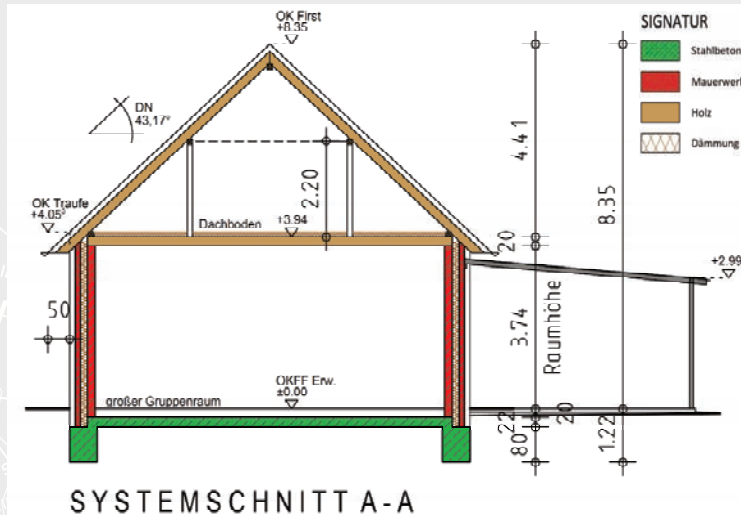 OK First
+8.35
SIGNATUR
Stahlbeton
Mauerwerk
Holz
Dämmung
DN
43,17°
4.41
8.35
2.20
OK Traufe
+4.05⁵
Dachboden
+3.94
20
+2.99
50
3.74
Raumhöhe
OKFF Erw.
±0.00
großer Gruppenraum
22
20
80
1.22
SYSTEMSCHNITT A-A